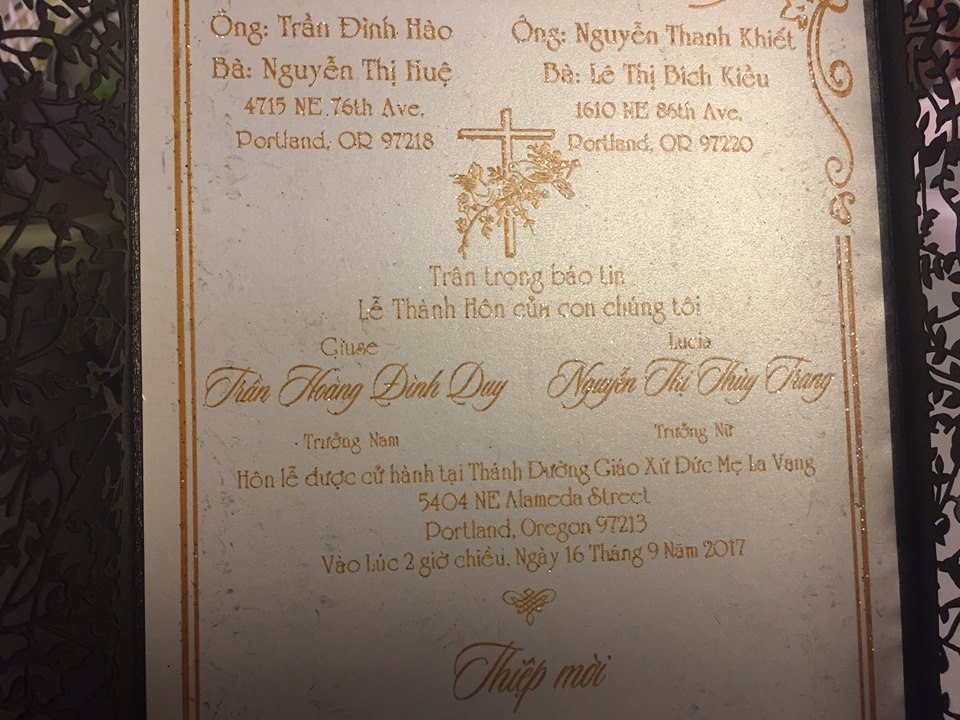 Ông: Trần Đình Hào
Bà: Nguyễn Thị Huệ
4715 NE 76th Ave,
Portland, OR 97218
Ông: Nguyễn Thanh Khiết
Bà: Lê Thị Bích Kiều
1610 NE 86th Ave,
Portland, OR 97220
Trân trọng báo tin
Lễ Thành Hôn của con chúng tôi
Giuse
Trần Hoàng Đình Duy
Trưởng Nam
Lucia
Nguyễn Thị Thùy Trang
Trưởng Nữ
Hôn lễ được cử hành tại Thánh Đường Giáo Xứ Đức Mẹ La Vang
5404 NE Alameda Street
Portland, Oregon 97213
Vào Lúc 2 giờ chiều. Ngày 16 Tháng 9 Năm 2017
Thiệp mời